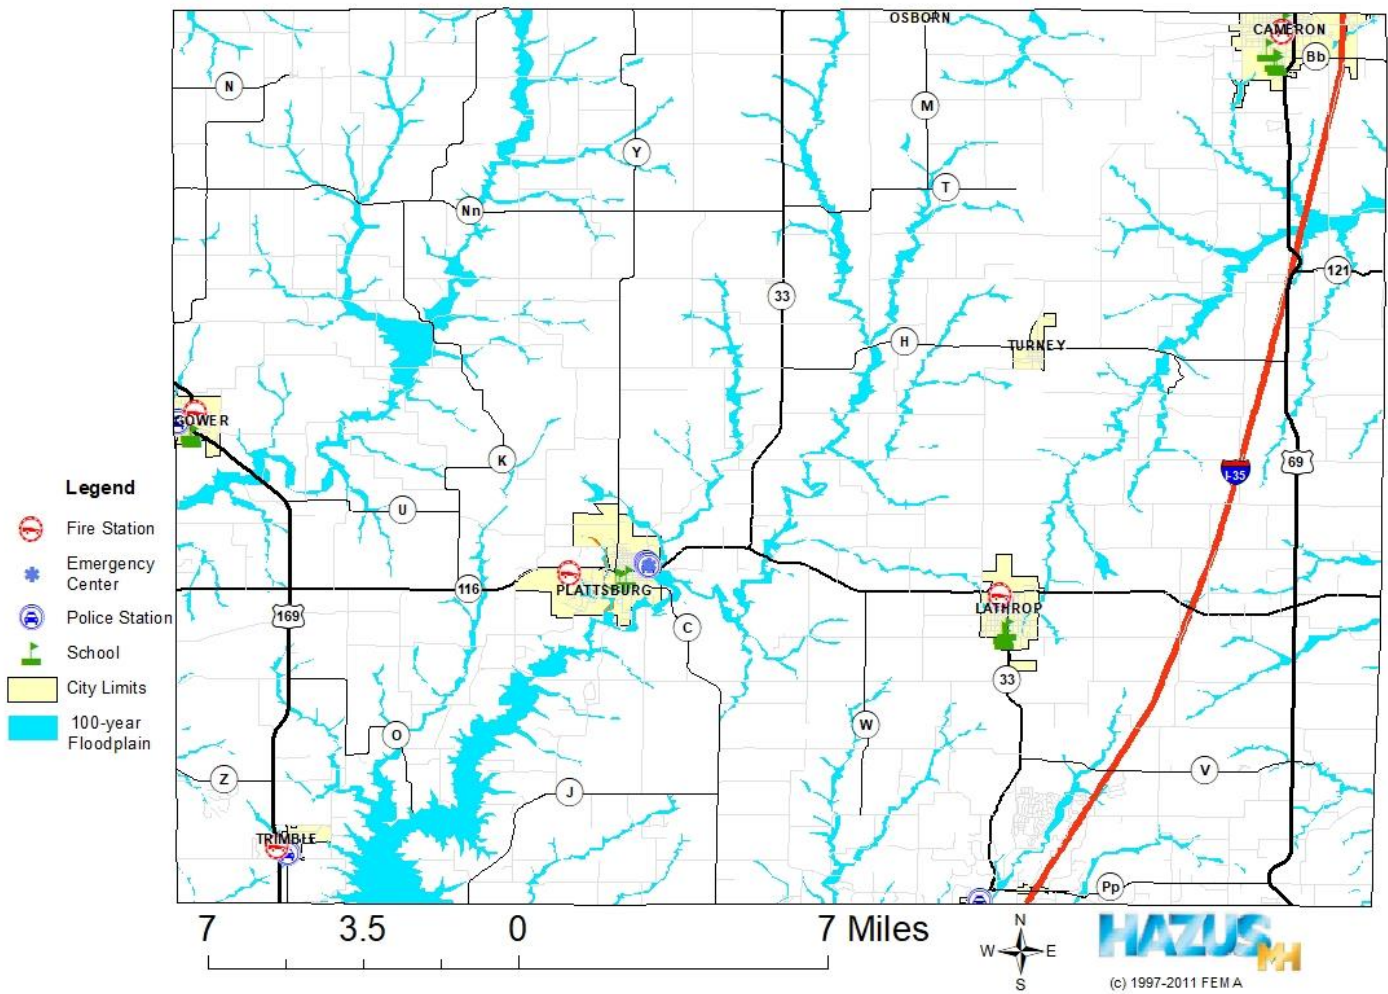 OSBORN
CAMERON
Bb
N
M
Y
T
Nn
121
33
H
TURNEY
GOWER
K
69
I-35
Legend
U
Fire Station
Emergency
Center
116
PLATTSBURG
LATHROP
Police Station
169
C
School
33
City Limits
100-year
Floodplain
W
O
Z
V
J
TRIMBLE
Pp
7 3.5 0 7 Miles
N
W E
S
HAZUS
MH
(c) 1997-2011 FEMA